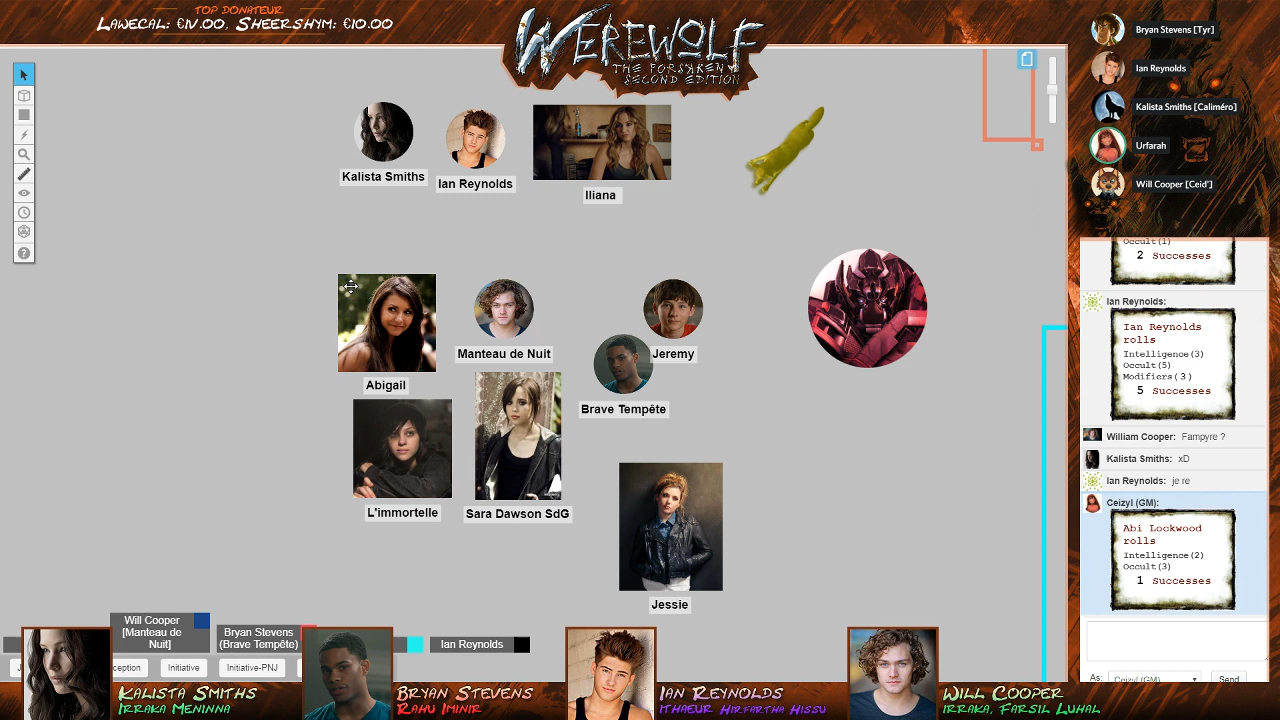 TOP DONATEUR
LAWECAL: €IV.00, SHEERSHYM: €10.00
WEREWOLF
THE FORSAKEN
SECOND EDITION
Bryan Stevens [Tyr]
Ian Reynolds
Kalista Smiths [Caliméro]
Urfarah
Will Cooper [Ceid']
Kalista Smiths
Ian Reynolds
Iliana
Abigail
Manteau de Nuit
Jeremy
Brave Tempête
L'immortelle
Sara Dawson SdG
Jessie
Occult(1)
2 Successes
Ian Reynolds:
Ian Reynolds
rolls
Intelligence(3)
Occult(5)
Modifiers(3)
5 Successes
William Cooper: Fampyre ?
Kalista Smiths: xD
Ian Reynolds: je re
Ceizyl (GM):
Abi Lockwood
rolls
Intelligence(2)
Occult(3)
1 Successes
As: Ceizyl (GM) Send
Will Cooper
[Manteau de
Nuit]
Bryan Stevens
(Brave Tempête)
Ian Reynolds
ception
Initiative
Initiative-PNJ
KALISTA SMITHS
IRRAKA MENINNA
BRYAN STEVENS
RAHU IMINIR
IAN REYNOLDS
ITHAEUR HIRFARTHA HISSU
WILL COOPER
IRRAKA, FARSIL LUHAL